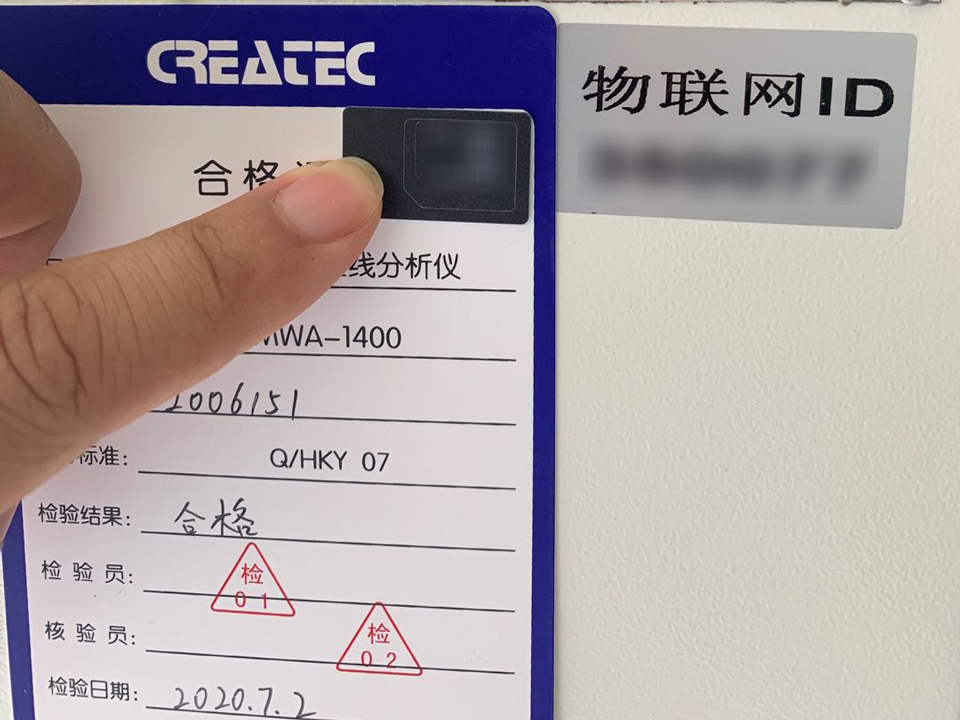 CREATEC
合格
物联网ID
线分析仪
MWA-1400
1006151
标准: Q/HKY 07
检验结果: 合格
检验员: 检 01
核验员: 检 02
检验日期: 2020.7.2